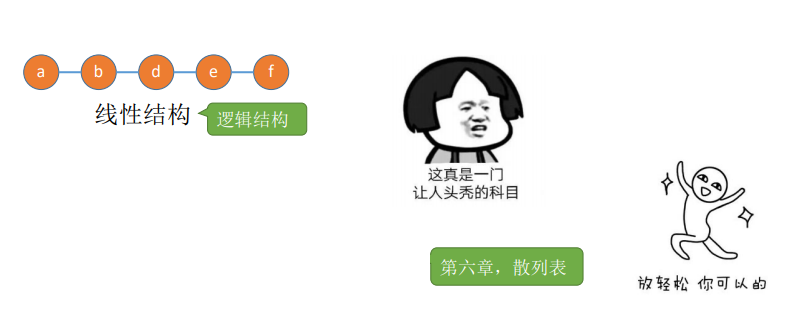 a b d e f
线性结构
逻辑结构
这真是一门
让人头秃的科目
第六章，散列表
放轻松 你可以的